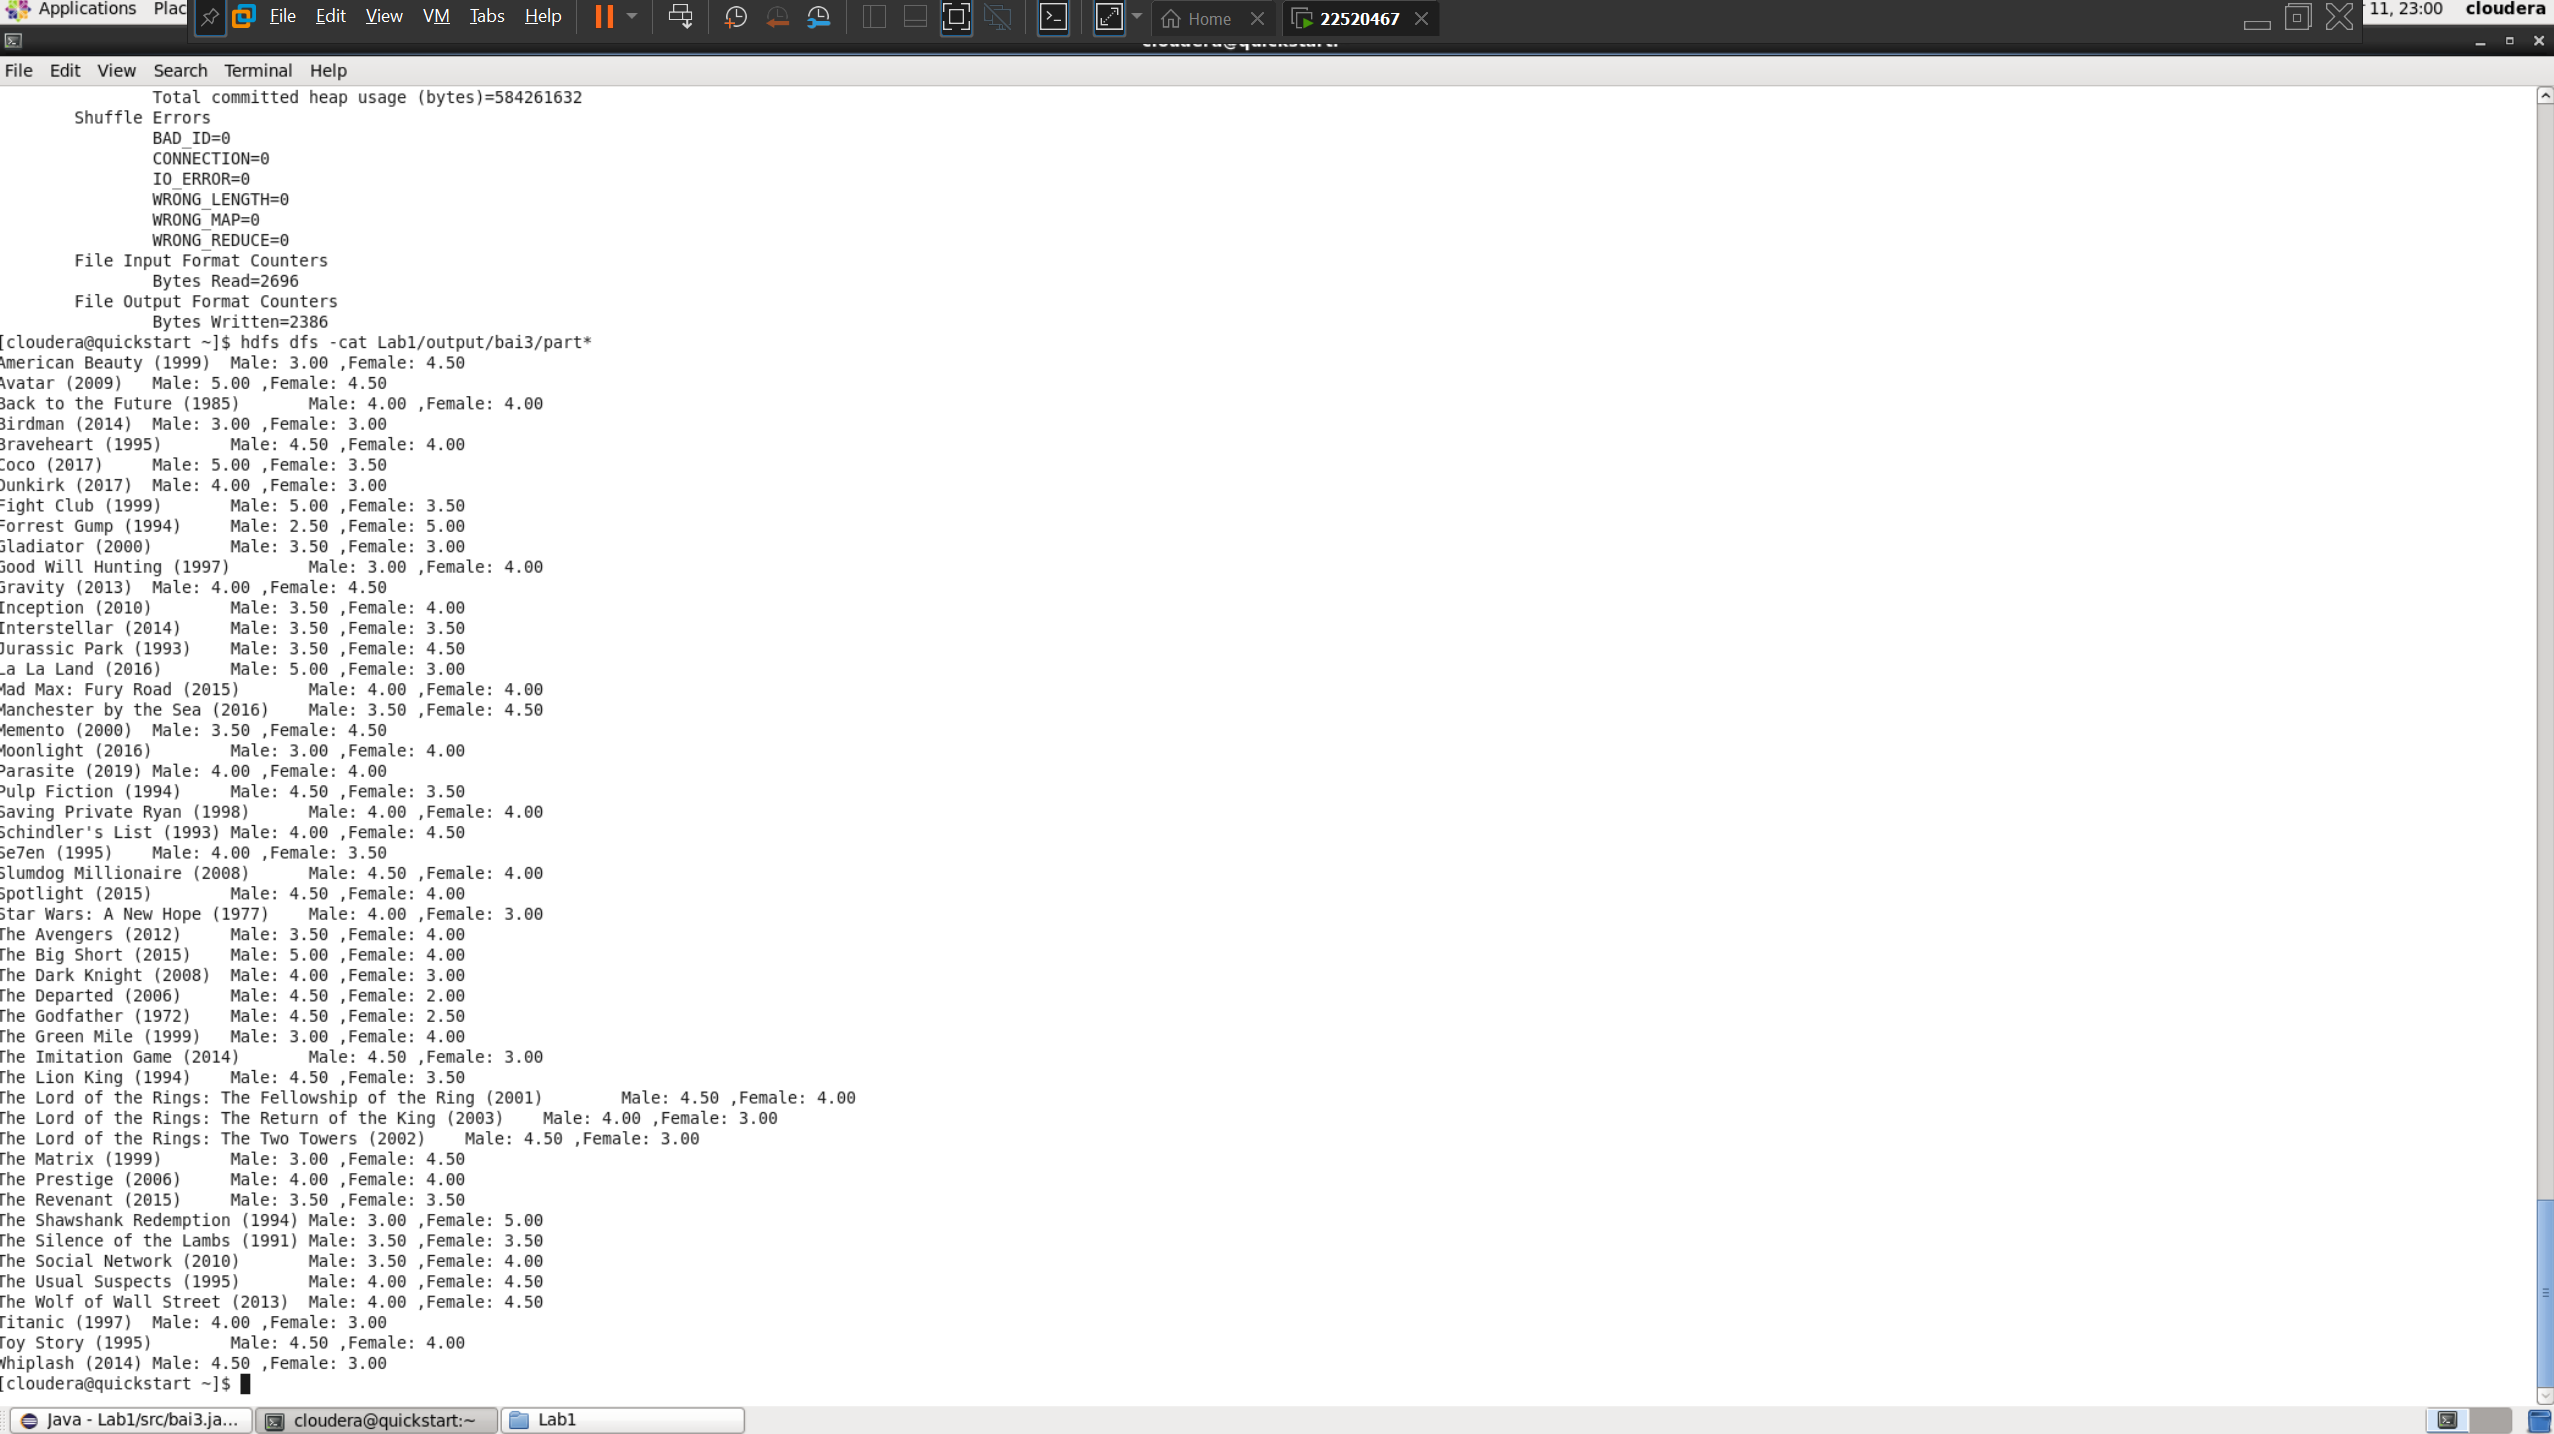 Applications Plac
File Edit View VM Tabs Help Home 22520467
11, 23:00 cloudera
File Edit View Search Terminal Help
Total committed heap usage (bytes)=584261632
Shuffle Errors
BAD_ID=0
CONNECTION=0
IO_ERROR=0
WRONG_LENGTH=0
WRONG_MAP=0
WRONG_REDUCE=0
File Input Format Counters
Bytes Read=2696
File Output Format Counters
Bytes Written=2386
[cloudera@quickstart ~]$ hdfs dfs -cat Lab1/output/bai3/part*
American Beauty (1999) Male: 3.00 ,Female: 4.50
Avatar (2009) Male: 5.00 ,Female: 4.50
Back to the Future (1985) Male: 4.00 ,Female: 4.00
Birdman (2014) Male: 3.00 ,Female: 3.00
Braveheart (1995) Male: 4.50 ,Female: 4.00
Coco (2017) Male: 5.00 ,Female: 3.50
Dunkirk (2017) Male: 4.00 ,Female: 3.00
Fight Club (1999) Male: 5.00 ,Female: 3.50
Forrest Gump (1994) Male: 2.50 ,Female: 5.00
Gladiator (2000) Male: 3.50 ,Female: 3.00
Good Will Hunting (1997) Male: 3.00 ,Female: 4.00
Gravity (2013) Male: 4.00 ,Female: 4.50
Inception (2010) Male: 3.50 ,Female: 4.00
Interstellar (2014) Male: 3.50 ,Female: 3.50
Jurassic Park (1993) Male: 3.50 ,Female: 4.50
La La Land (2016) Male: 5.00 ,Female: 3.00
Mad Max: Fury Road (2015) Male: 4.00 ,Female: 4.00
Manchester by the Sea (2016) Male: 3.50 ,Female: 4.50
Memento (2000) Male: 3.50 ,Female: 4.50
Moonlight (2016) Male: 3.00 ,Female: 4.00
Parasite (2019) Male: 4.00 ,Female: 4.00
Pulp Fiction (1994) Male: 4.50 ,Female: 3.50
Saving Private Ryan (1998) Male: 4.00 ,Female: 4.00
Schindler's List (1993) Male: 4.00 ,Female: 4.50
Se7en (1995) Male: 4.00 ,Female: 3.50
Slumdog Millionaire (2008) Male: 4.50 ,Female: 4.00
Spotlight (2015) Male: 4.50 ,Female: 4.00
Star Wars: A New Hope (1977) Male: 4.00 ,Female: 3.00
The Avengers (2012) Male: 3.50 ,Female: 4.00
The Big Short (2015) Male: 5.00 ,Female: 4.00
The Dark Knight (2008) Male: 4.00 ,Female: 3.00
The Departed (2006) Male: 4.50 ,Female: 2.00
The Godfather (1972) Male: 4.50 ,Female: 2.50
The Green Mile (1999) Male: 3.00 ,Female: 4.00
The Imitation Game (2014) Male: 4.50 ,Female: 3.00
The Lion King (1994) Male: 4.50 ,Female: 3.50
The Lord of the Rings: The Fellowship of the Ring (2001) Male: 4.50 ,Female: 4.00
The Lord of the Rings: The Return of the King (2003) Male: 4.00 ,Female: 3.00
The Lord of the Rings: The Two Towers (2002) Male: 4.50 ,Female: 3.00
The Matrix (1999) Male: 3.00 ,Female: 4.50
The Prestige (2006) Male: 4.00 ,Female: 4.00
The Revenant (2015) Male: 3.50 ,Female: 3.50
The Shawshank Redemption (1994) Male: 3.00 ,Female: 5.00
The Silence of the Lambs (1991) Male: 3.50 ,Female: 3.50
The Social Network (2010) Male: 3.50 ,Female: 4.00
The Usual Suspects (1995) Male: 4.00 ,Female: 4.50
The Wolf of Wall Street (2013) Male: 4.00 ,Female: 4.50
Titanic (1997) Male: 4.00 ,Female: 3.00
Toy Story (1995) Male: 4.50 ,Female: 4.00
Whiplash (2014) Male: 4.50 ,Female: 3.00
[cloudera@quickstart ~]$
Java - Lab1/src/bai3.ja... cloudera@quickstart:~ Lab1